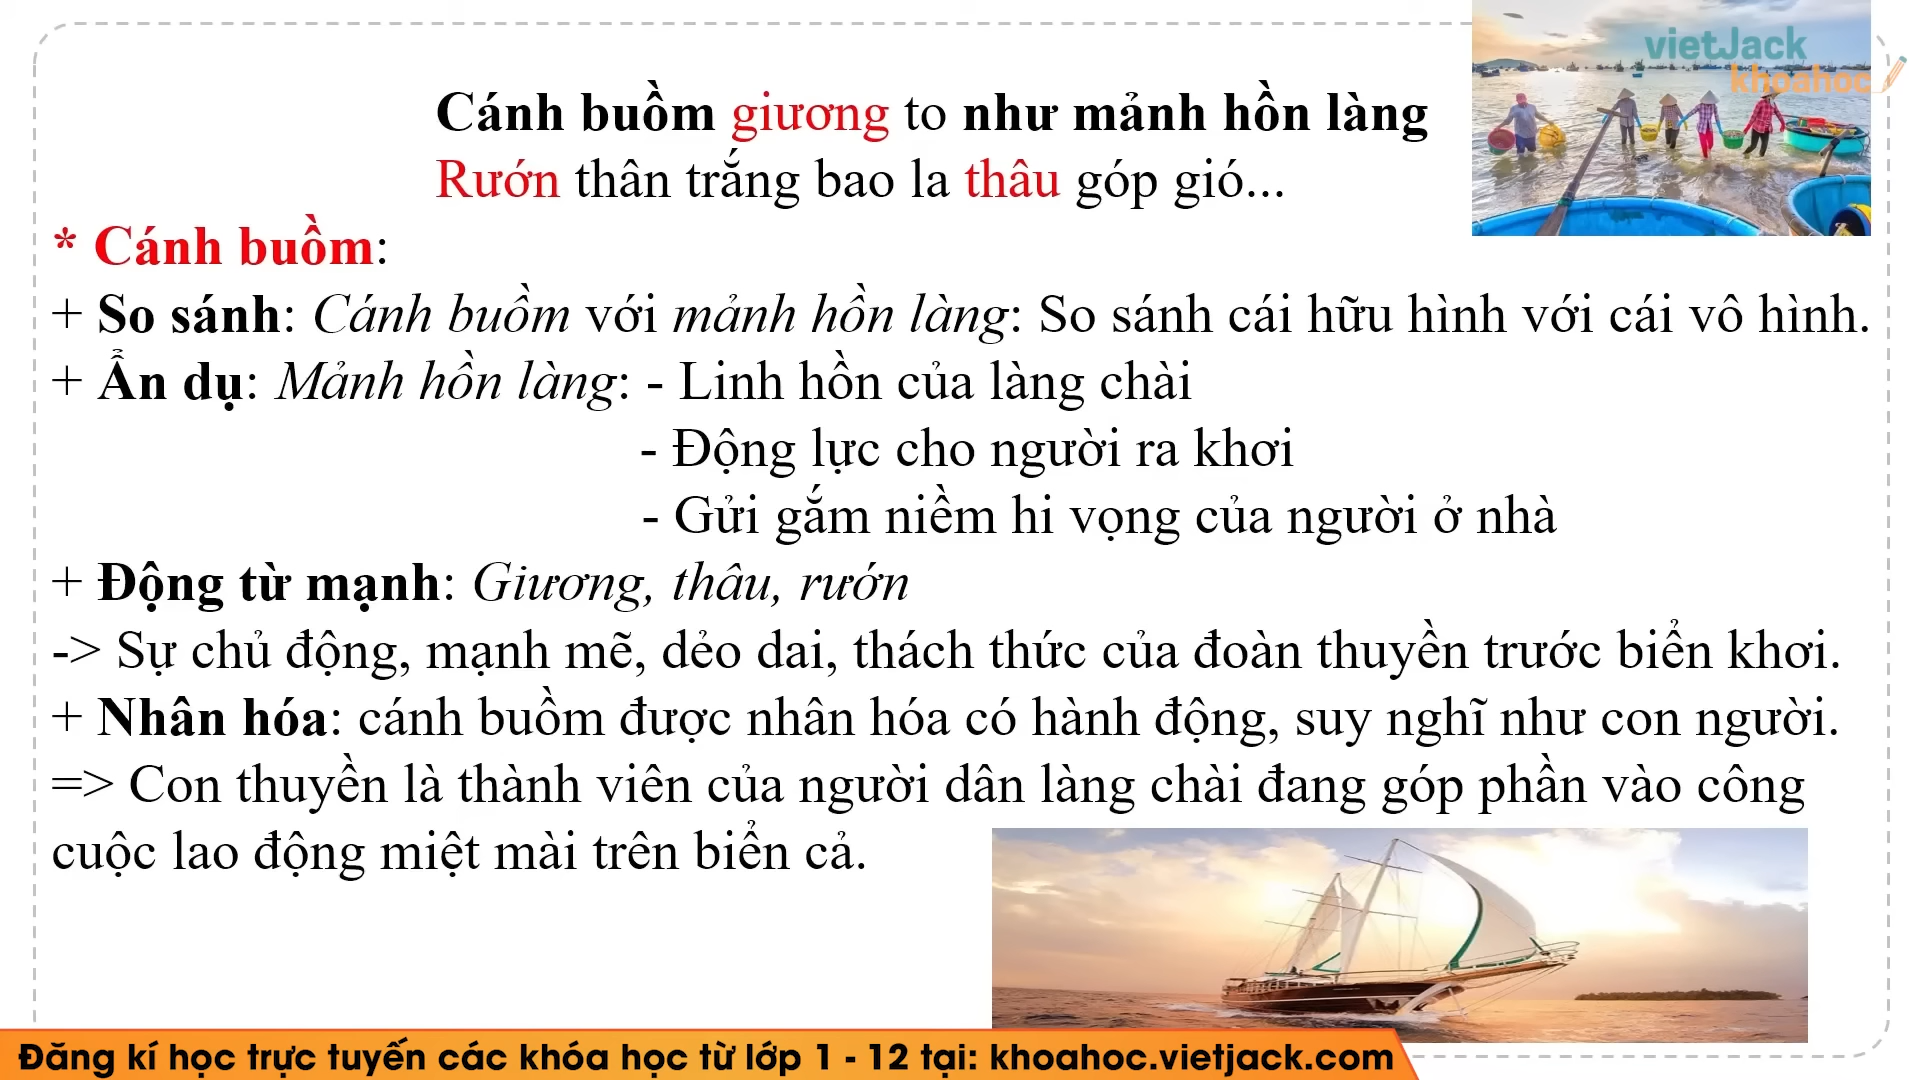 vietJack
khoahoc
Cánh buồm giương to như mảnh hồn làng
Rướn thân trắng bao la thâu góp gió...
* Cánh buồm:
+ So sánh: Cánh buồm với mảnh hồn làng: So sánh cái hữu hình với cái vô hình.
+ Ẩn dụ: Mảnh hồn làng: - Linh hồn của làng chài
- Động lực cho người ra khơi
- Gửi gắm niềm hi vọng của người ở nhà
+ Động từ mạnh: Giương, thâu, rướn
-> Sự chủ động, mạnh mẽ, dẻo dai, thách thức của đoàn thuyền trước biển khơi.
+ Nhân hóa: cánh buồm được nhân hóa có hành động, suy nghĩ như con người.
=> Con thuyền là thành viên của người dân làng chài đang góp phần vào công
cuộc lao động miệt mài trên biển cả.
Đăng kí học trực tuyến các khóa học từ lớp 1 - 12 tại: khoahoc.vietjack.com